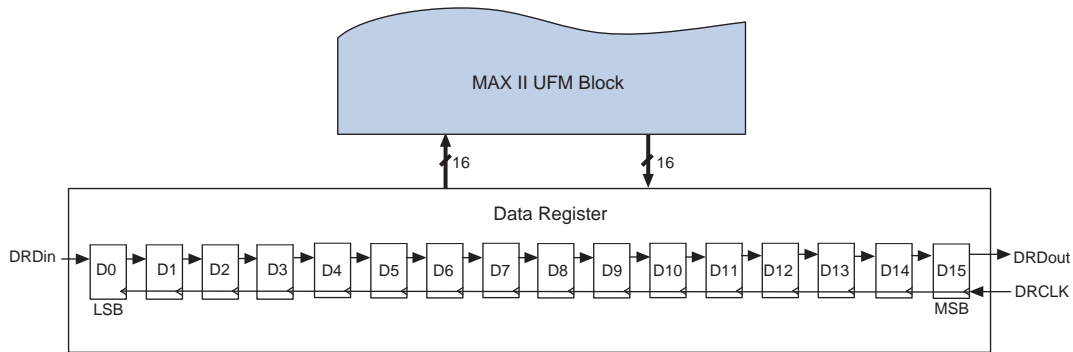 MAX II UFM Block
16 16
Data Register
DRDin D0 D1 D2 D3 D4 D5 D6 D7 D8 D9 D10 D11 D12 D13 D14 D15 DRDout
DRCLK
LSB MSB